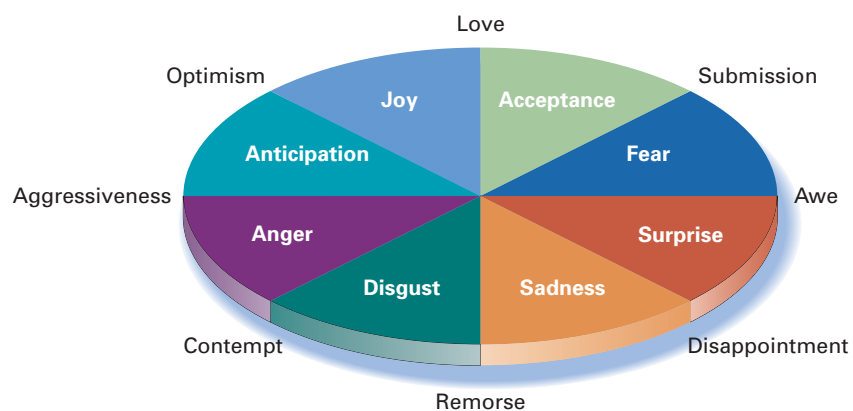 Love
Optimism
Submission
Joy
Acceptance
Anticipation
Fear
Aggressiveness
Awe
Anger
Surprise
Disgust
Sadness
Contempt
Disappointment
Remorse